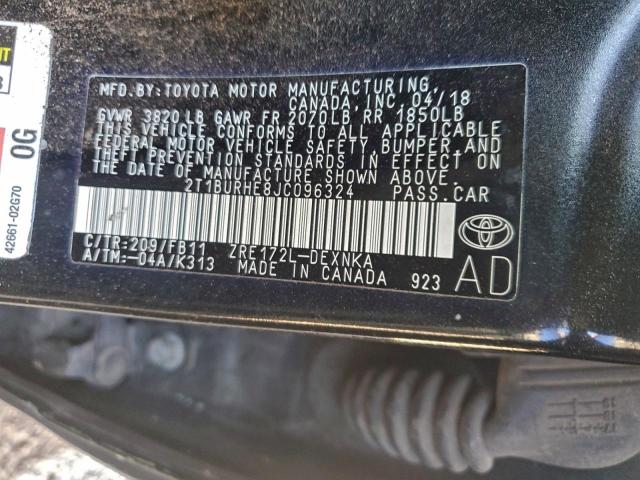 MFD.BY:TOYOTA MOTOR MANUFACTURING,
CANADA, INC. 04/18
GVWR 3820 LB GAWR FR 2070LB RR 1850LB
THIS VEHICLE CONFORMS TO ALL APPLICABLE
FEDERAL MOTOR VEHICLE SAFETY, BUMPER, AND
THEFT PREVENTION STANDARDS IN EFFECT ON
THE DATE OF MANUFACTURE SHOWN ABOVE.
2T1BURHE8JC096324 PASS.CAR
C/TR:209/FB11 ZRE172L-DEXNKA
A/TM:-04A/K313 MADE IN CANADA 923
AD
TOYOTA
0G
42661-02G70